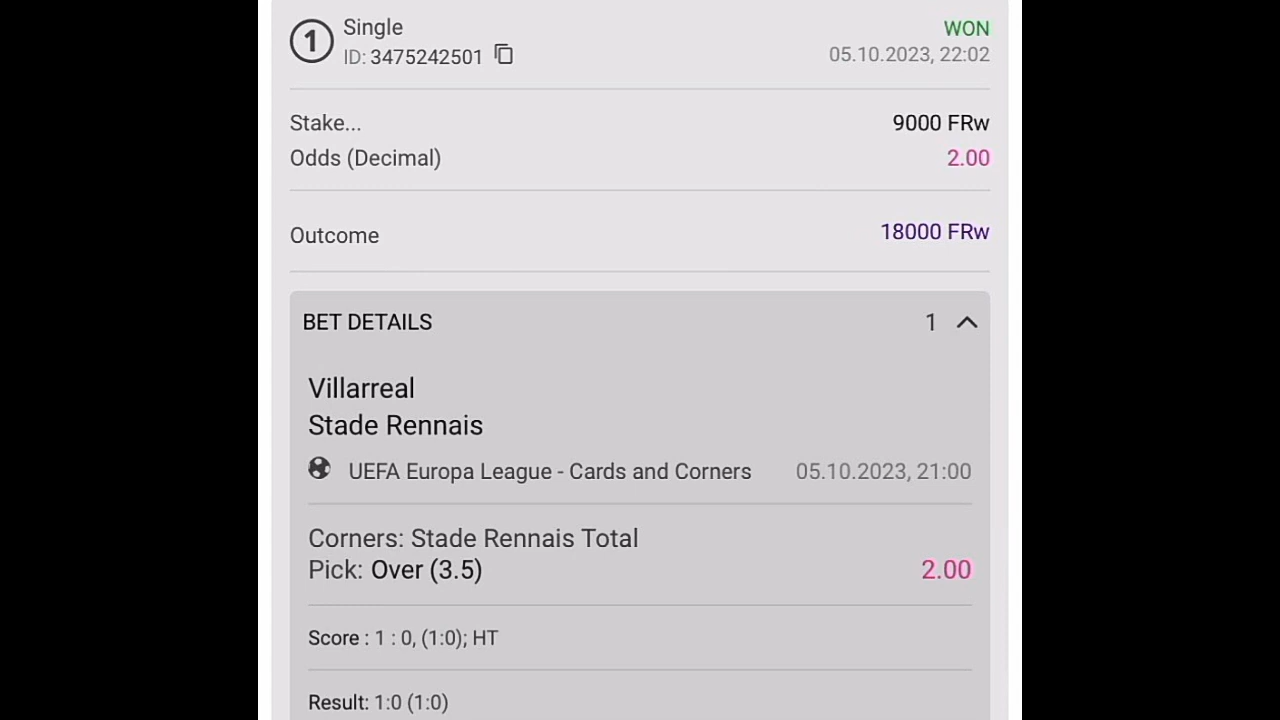 1 Single WON
ID: 3475242501 05.10.2023, 22:02
Stake... 9000 FRw
Odds (Decimal) 2.00
Outcome 18000 FRw
BET DETAILS 1
Villarreal
Stade Rennais
UEFA Europa League - Cards and Corners 05.10.2023, 21:00
Corners: Stade Rennais Total
Pick: Over (3.5) 2.00
Score : 1 : 0, (1:0); HT
Result: 1:0 (1:0)